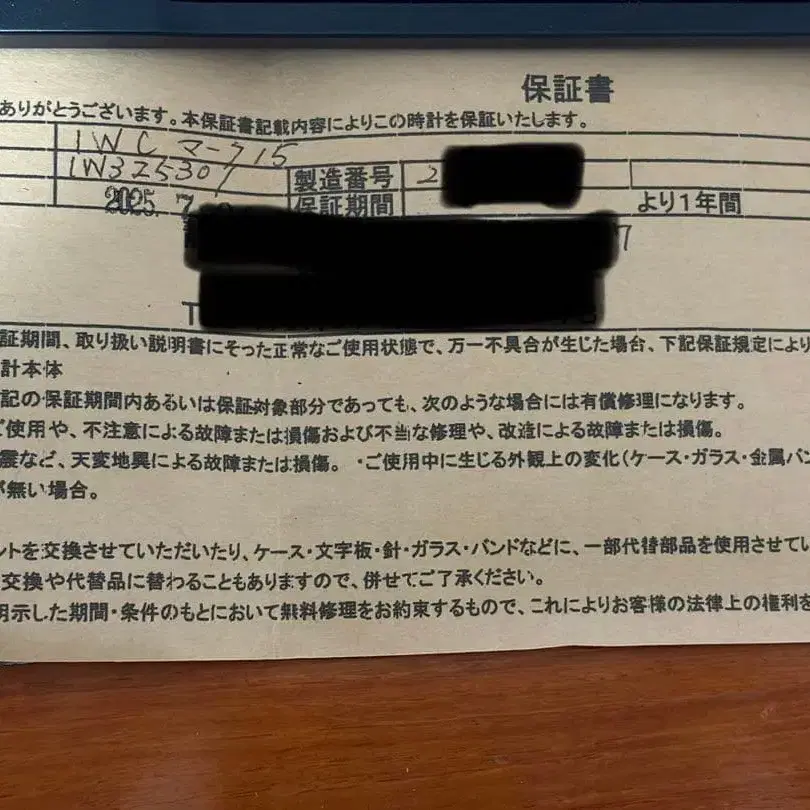 保証書
ありがとうございます。本保証書記載内容によりこの時計を保証いたします。
IWC マーク15
IW325307 製造番号 2
2025. 7 保証期間 より1年間
7
T
証期間、取り扱い説明書にそった正常なご使用状態で、万一不具合が生じた場合、下記保証規定により
計本体
記の保証期間内あるいは保証対象部分であっても、次のような場合には有償修理になります。
ご使用や、不注意による故障または損傷および不当な修理や、改造による故障または損傷。
震など、天変地異による故障または損傷。 ・ご使用中に生じる外観上の変化(ケース・ガラス・金属バン
が無い場合。
ントを交換させていただいたり、ケース・文字板・針・ガラス・バンドなどに、一部代替部品を使用させてい
交換や代替品に替わることもありますので、併せてご了承ください。
明示した期間・条件のもとにおいて無料修理をお約束するもので、これによりお客様の法律上の権利を